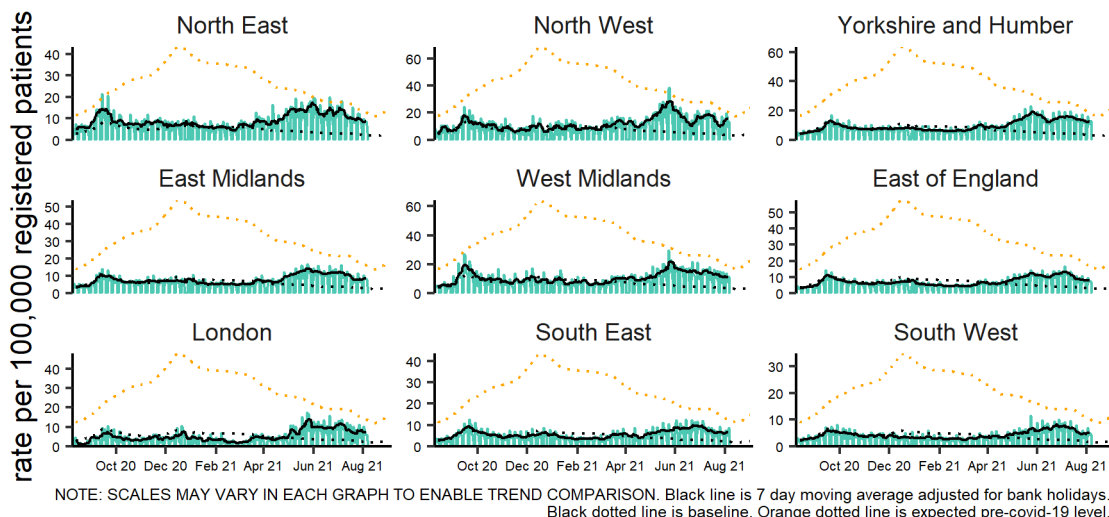 rate per 100,000 registered patients
North East
40
30
20
10
0
North West
60
40
20
0
Yorkshire and Humber
60
40
20
0
East Midlands
50
40
30
20
10
0
West Midlands
60
40
20
0
East of England
50
40
30
20
10
0
London
40
30
20
10
0
Oct 20 Dec 20 Feb 21 Apr 21 Jun 21 Aug 21
South East
40
30
20
10
0
Oct 20 Dec 20 Feb 21 Apr 21 Jun 21 Aug 21
South West
30
20
10
0
Oct 20 Dec 20 Feb 21 Apr 21 Jun 21 Aug 21
NOTE: SCALES MAY VARY IN EACH GRAPH TO ENABLE TREND COMPARISON. Black line is 7 day moving average adjusted for bank holidays.
Black dotted line is baseline. Orange dotted line is expected pre-covid-19 level.